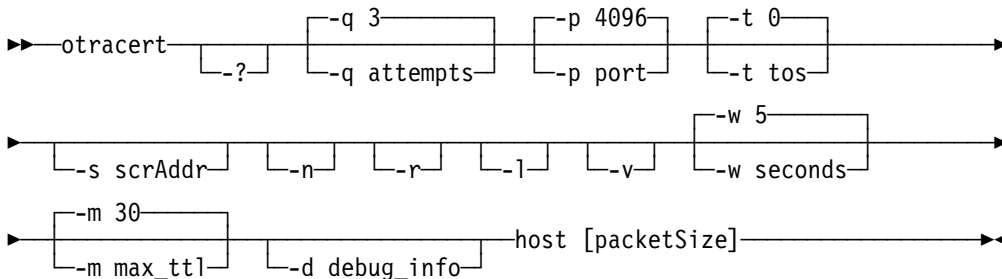 -q 3 -p 4096 -t 0
otracert
-? -q attempts -p port -t tos
-w 5
-s scrAddr -n -r -l -v -w seconds
-m 30
host [packetSize]
-m max_ttl -d debug_info